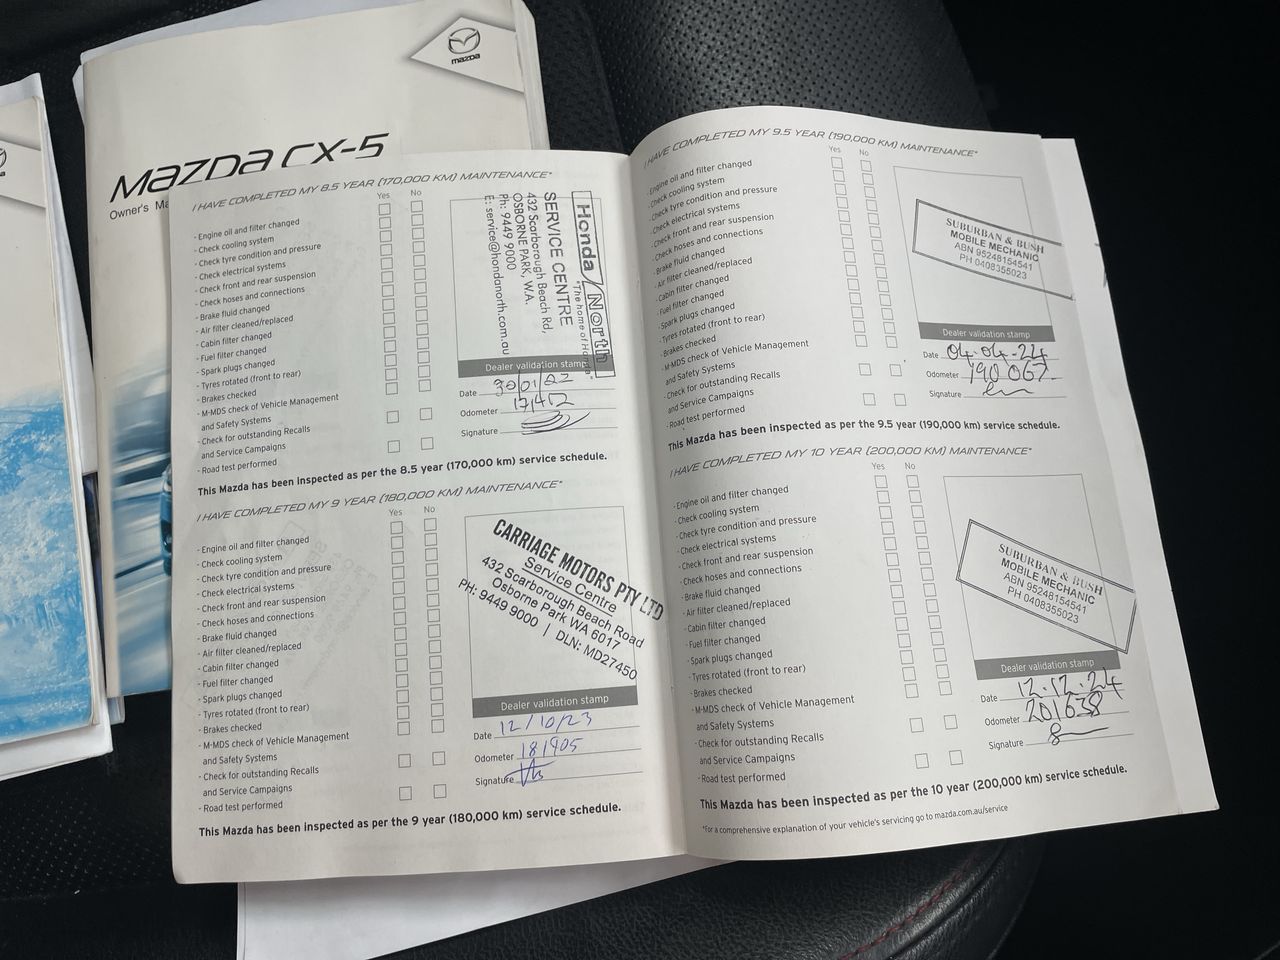 mazda
Mazda CX-5
Owner's Ma
I HAVE COMPLETED MY 8.5 YEAR (170,000 KM) MAINTENANCE*
Yes No
- Engine oil and filter changed
- Check cooling system
- Check tyre condition and pressure
- Check electrical systems
- Check front and rear suspension
- Check hoses and connections
- Brake fluid changed
- Air filter cleaned/replaced
- Cabin filter changed
- Fuel filter changed
- Spark plugs changed
- Tyres rotated (front to rear)
- Brakes checked
- M-MDS check of Vehicle Management
and Safety Systems
- Check for outstanding Recalls
and Service Campaigns
- Road test performed
Honda North
"The home of
SERVICE CENTRE
432 Scarborough Beach Rd,
OSBORNE PARK, W.A.
Ph: 9449 9000
E: service@hondanorth.com.au
Dealer validation stamp
Date 30/01/22
Odometer
Signature
This Mazda has been inspected as per the 8.5 year (170,000 km) service schedule.
I HAVE COMPLETED MY 9 YEAR (180,000 KM) MAINTENANCE*
Yes No
- Engine oil and filter changed
- Check cooling system
- Check tyre condition and pressure
- Check electrical systems
- Check front and rear suspension
- Check hoses and connections
- Brake fluid changed
- Air filter cleaned/replaced
- Cabin filter changed
- Fuel filter changed
- Spark plugs changed
- Tyres rotated (front to rear)
- Brakes checked
- M-MDS check of Vehicle Management
and Safety Systems
- Check for outstanding Recalls
and Service Campaigns
- Road test performed
CARRIAGE MOTORS PTY LTD
Service Centre
432 Scarborough Beach Road
Osborne Park WA 6017
PH: 9449 9000 | DLN: MD27450
Dealer validation stamp
Date 12/10/23
Odometer 181905
Signature
This Mazda has been inspected as per the 9 year (180,000 km) service schedule.
I HAVE COMPLETED MY 9.5 YEAR (190,000 KM) MAINTENANCE*
Yes No
- Engine oil and filter changed
- Check cooling system
- Check tyre condition and pressure
- Check electrical systems
- Check front and rear suspension
- Check hoses and connections
- Brake fluid changed
- Air filter cleaned/replaced
- Cabin filter changed
- Fuel filter changed
- Spark plugs changed
- Tyres rotated (front to rear)
- Brakes checked
- M-MDS check of Vehicle Management
and Safety Systems
- Check for outstanding Recalls
and Service Campaigns
- Road test performed
SUBURBAN & BUSH
MOBILE MECHANIC
ABN 95248154541
PH 0408355023
Dealer validation stamp
Date 04.04.24
Odometer 190067
Signature
This Mazda has been inspected as per the 9.5 year (190,000 km) service schedule.
I HAVE COMPLETED MY 10 YEAR (200,000 KM) MAINTENANCE*
Yes No
- Engine oil and filter changed
- Check cooling system
- Check tyre condition and pressure
- Check electrical systems
- Check front and rear suspension
- Check hoses and connections
- Brake fluid changed
- Air filter cleaned/replaced
- Cabin filter changed
- Fuel filter changed
- Spark plugs changed
- Tyres rotated (front to rear)
- Brakes checked
- M-MDS check of Vehicle Management
and Safety Systems
- Check for outstanding Recalls
and Service Campaigns
- Road test performed
SUBURBAN & BUSH
MOBILE MECHANIC
ABN 95248154541
PH 0408355023
Dealer validation stamp
Date 12.12.24
Odometer 201638
Signature
This Mazda has been inspected as per the 10 year (200,000 km) service schedule.
*For a comprehensive explanation of your vehicle's servicing go to mazda.com.au/service